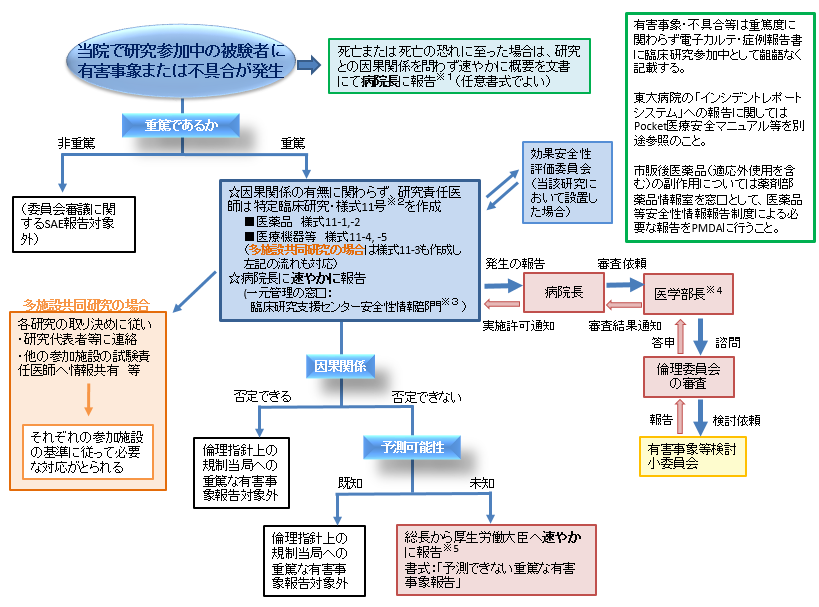 当院で研究参加中の被験者に
有害事象または不具合が発生
死亡または死亡の恐れに至った場合は、研究
との因果関係を問わず速やかに概要を文書
にて病院長に報告※1（任意書式でよい）
有害事象・不具合等は重篤度に
関わらず電子カルテ・症例報告書
に臨床研究参加中として齟齬なく
記載する。
東大病院の「インシデントレポート
システム」への報告に関しては
Pocket医療安全マニュアル等を別
途参照のこと。
市販後医薬品（適応外使用を含
む）の副作用については薬剤部
薬品情報室を窓口として、医薬品
等安全性情報報告制度による必
要な報告をPMDAに行うこと。
重篤であるか
非重篤
重篤
（委員会審議に関
するSAE報告対象
外）
☆因果関係の有無に関わらず、研究責任医
師は特定臨床研究・様式11号※2を作成
■医薬品　様式11-1,-2
■医療機器等　様式11-4, -5
（多施設共同研究の場合は様式11-3も作成し
左記の流れも対応）
☆病院長に速やかに報告
（一元管理の窓口：
臨床研究支援センター安全性情報部門※3）
効果安全性
評価委員会
（当該研究に
おいて設置し
た場合）
発生の報告
病院長
実施許可通知
審査依頼
医学部長※4
審査結果通知
答申
諮問
倫理委員会
の審査
報告
検討依頼
有害事象等検討
小委員会
多施設共同研究の場合
各研究の取り決めに従い
・研究代表者等に連絡
・他の参加施設の試験責
任医師へ情報共有　等
それぞれの参加施設
の基準に従って必要
な対応がとられる
因果関係
否定できる
否定できない
倫理指針上の
規制当局への
重篤な有害事
象報告対象外
予測可能性
既知
未知
倫理指針上の
規制当局への
重篤な有害事
象報告対象外
総長から厚生労働大臣へ速やか
に報告※5
書式：「予測できない重篤な有害
事象報告」